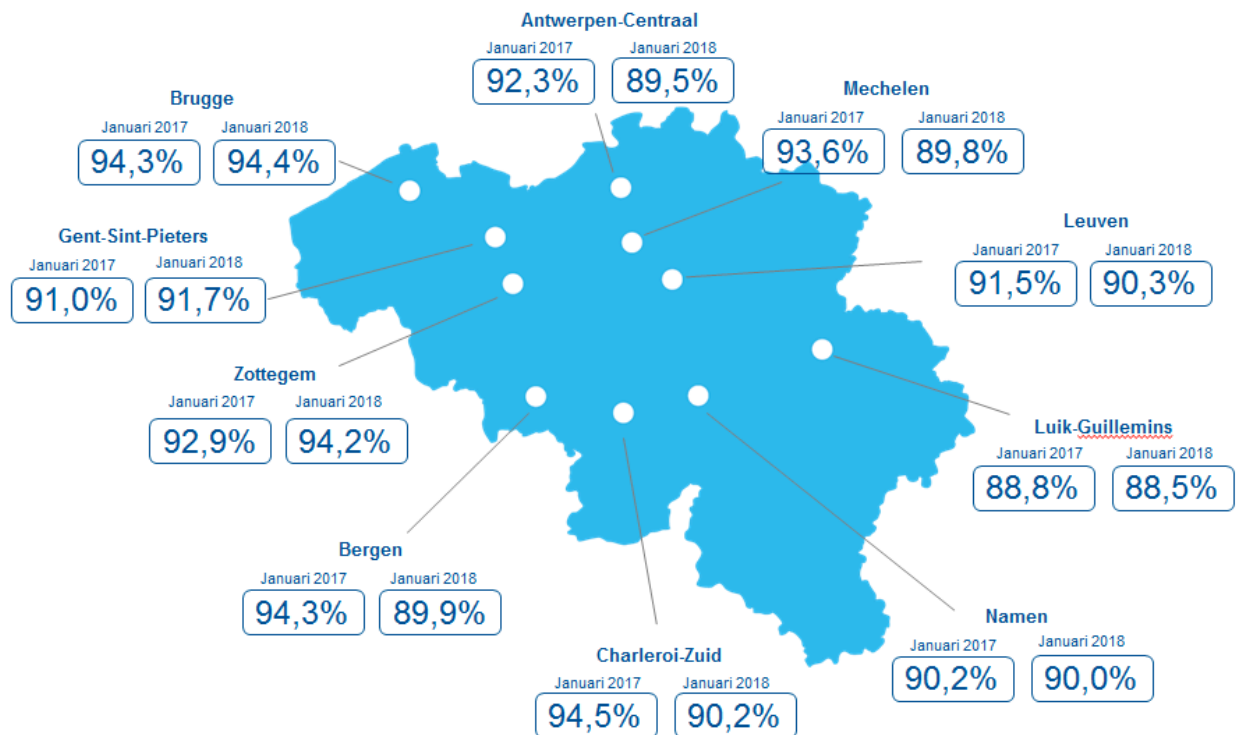 Antwerpen-Centraal
Januari 2017 Januari 2018
92,3% 89,5%
Mechelen
Januari 2017 Januari 2018
93,6% 89,8%
Brugge
Januari 2017 Januari 2018
94,3% 94,4%
Leuven
Januari 2017 Januari 2018
91,5% 90,3%
Gent-Sint-Pieters
Januari 2017 Januari 2018
91,0% 91,7%
Zottegem
Januari 2017 Januari 2018
92,9% 94,2%
Luik-Guillemins
Januari 2017 Januari 2018
88,8% 88,5%
Bergen
Januari 2017 Januari 2018
94,3% 89,9%
Namen
Januari 2017 Januari 2018
90,2% 90,0%
Charleroi-Zuid
Januari 2017 Januari 2018
94,5% 90,2%